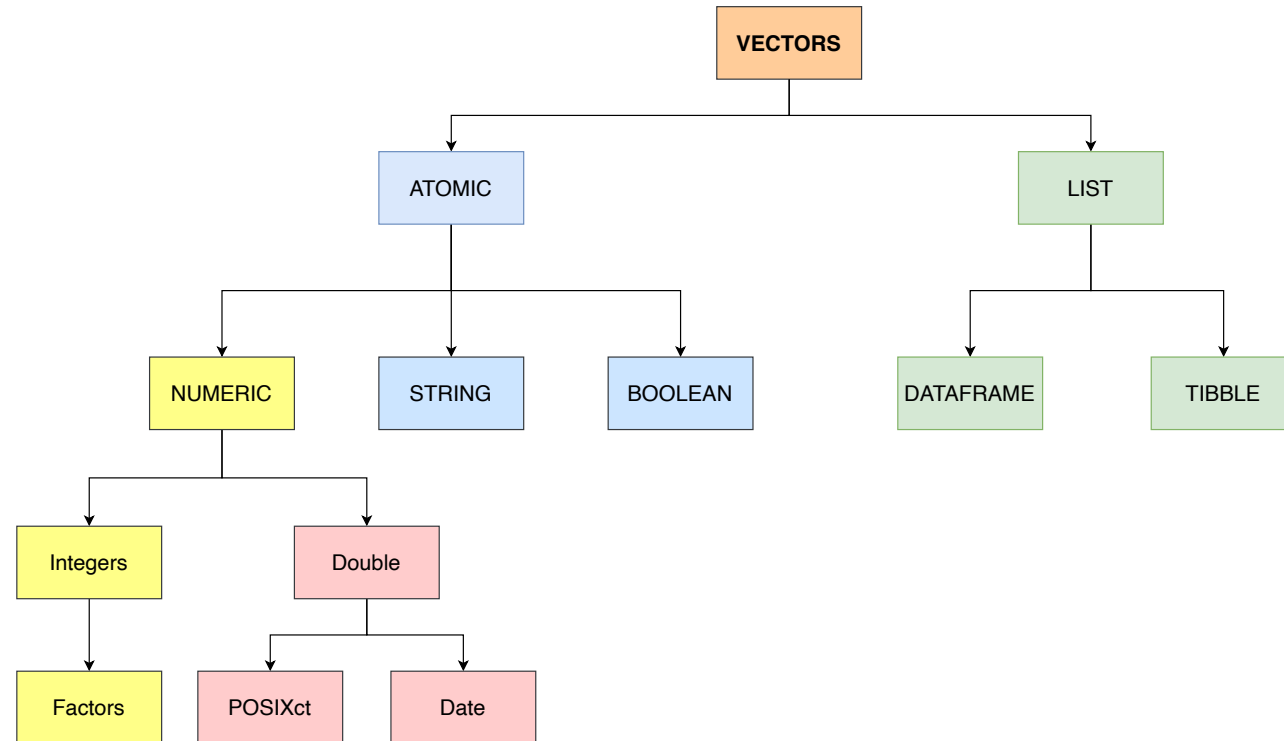 VECTORS
ATOMIC
LIST
NUMERIC
STRING
BOOLEAN
DATAFRAME
TIBBLE
Integers
Double
Factors
POSIXct
Date